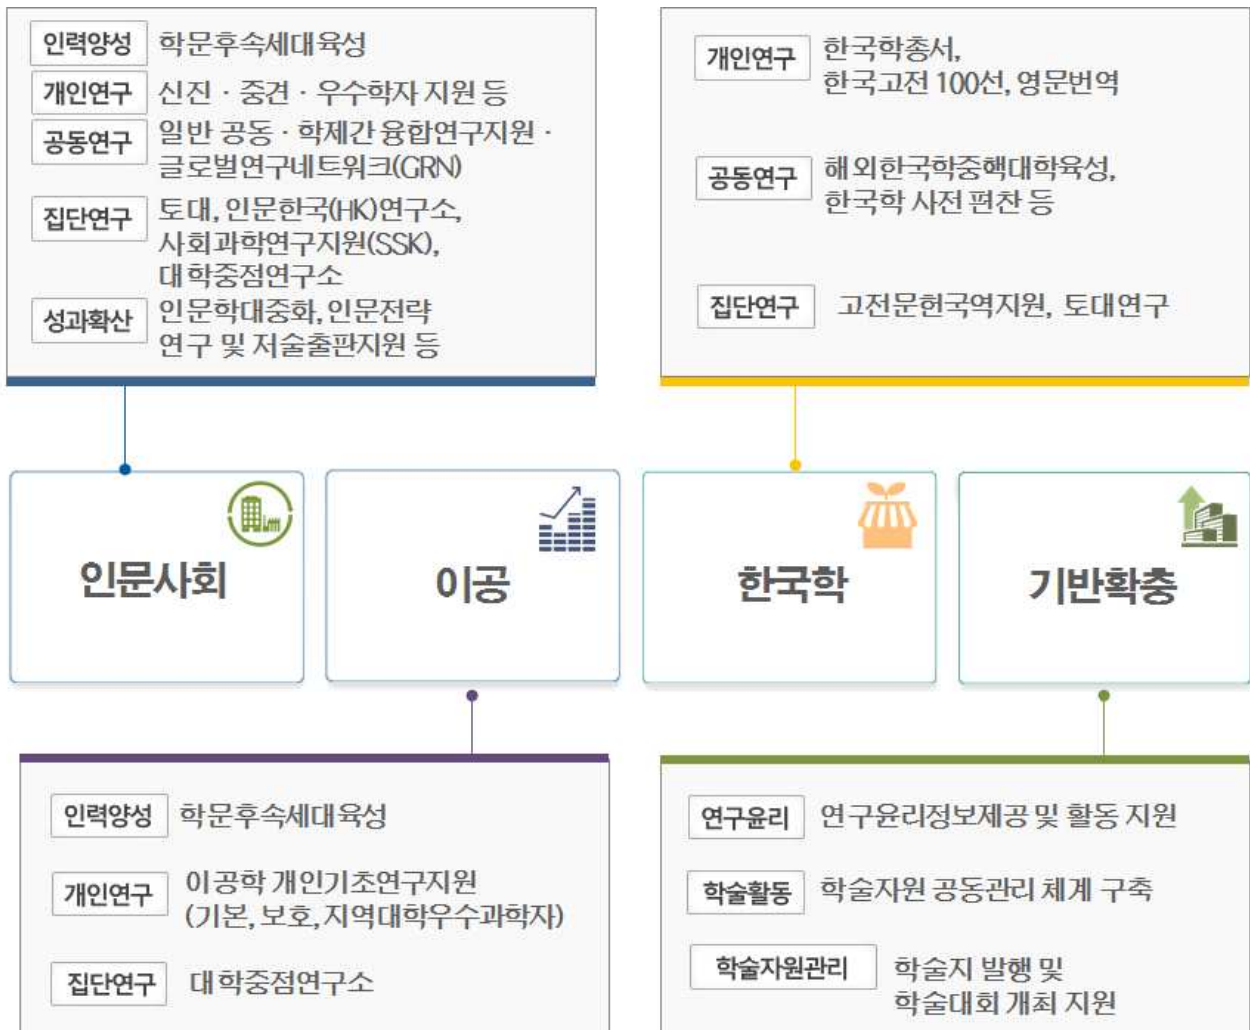 인력양성 학문후속세대육성
개인연구 신진 · 중견 · 우수학자 지원 등
공동연구 일반 공동 · 학제간 융합연구지원 ·
글로벌연구네트워크(GRN)
집단연구 토대, 인문한국(HK)연구소,
사회과학연구지원(SSK),
대학중점연구소
성과확산 인문학대중화, 인문전략
연구 및 저술출판지원 등
개인연구 한국학총서,
한국고전 100선, 영문번역
공동연구 해외한국학중핵대학육성,
한국학 사전 편찬 등
집단연구 고전문헌국역지원, 토대연구
인문사회
이공
한국학
기반확충
인력양성 학문후속세대육성
개인연구 이공학 개인기초연구지원
(기본, 보호, 지역대학우수과학자)
집단연구 대학중점연구소
연구윤리 연구윤리정보제공 및 활동 지원
학술활동 학술자원 공동관리 체계 구축
학술자원관리 학술지 발행 및
학술대회 개최 지원